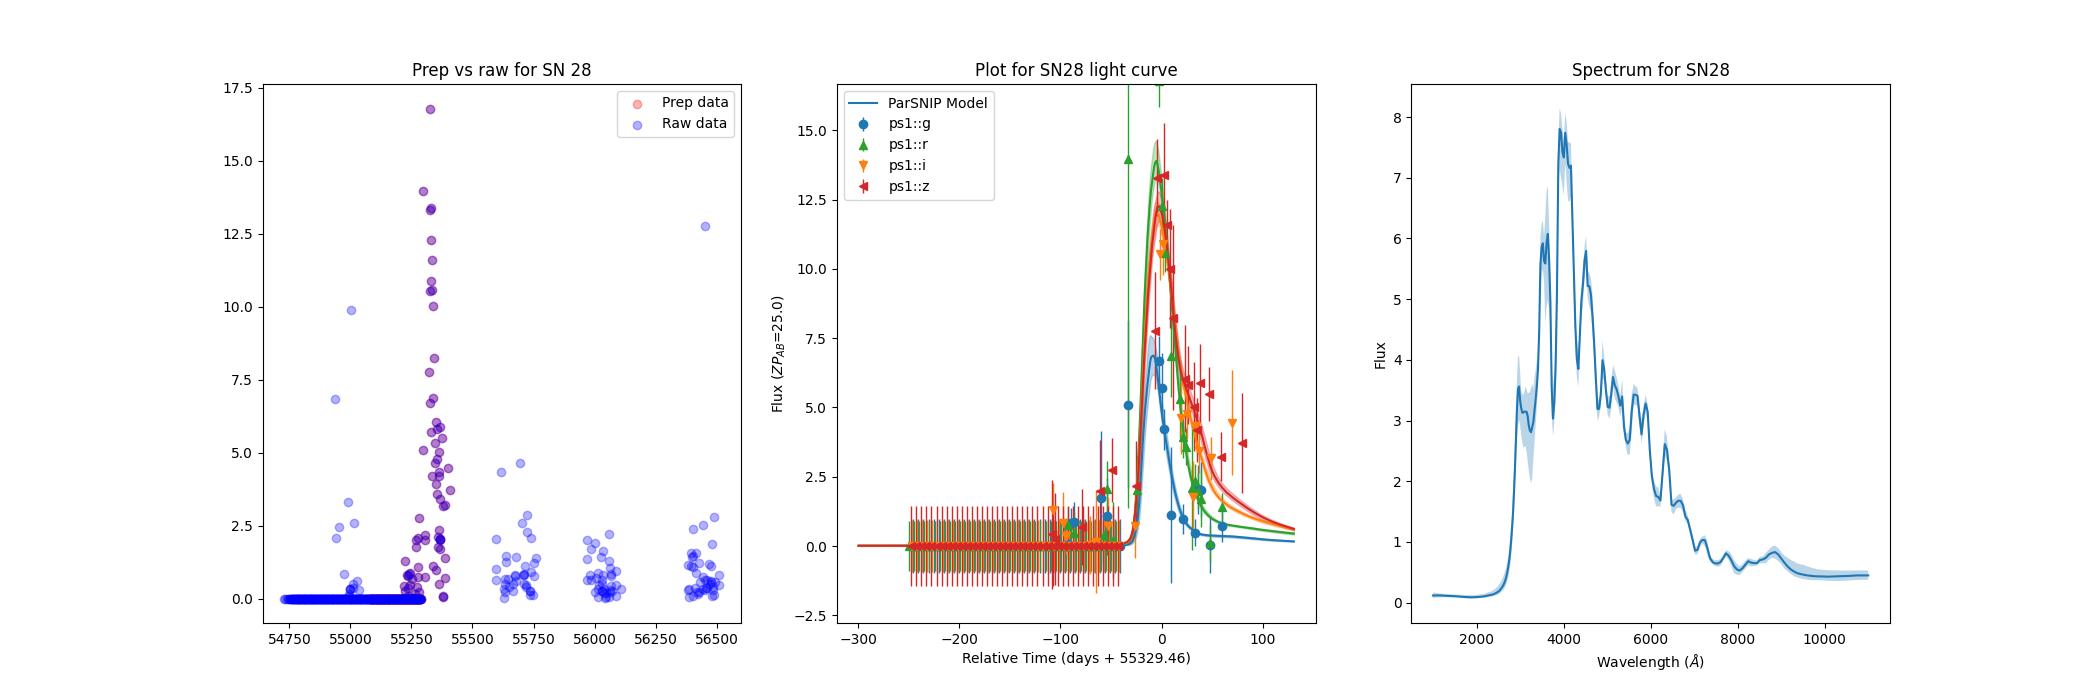 Prep vs raw for SN 28
17.5
15.0
12.5
10.0
7.5
5.0
2.5
0.0
54750 55000 55250 55500 55750 56000 56250 56500
Prep data
Raw data
Plot for SN28 light curve
Flux (ZP_AB=25.0)
15.0
12.5
10.0
7.5
5.0
2.5
0.0
−2.5
−300 −200 −100 0 100
Relative Time (days + 55329.46)
ParSNIP Model
ps1::g
ps1::r
ps1::i
ps1::z
Spectrum for SN28
Flux
8
7
6
5
4
3
2
1
0
2000 4000 6000 8000 10000
Wavelength (Å)